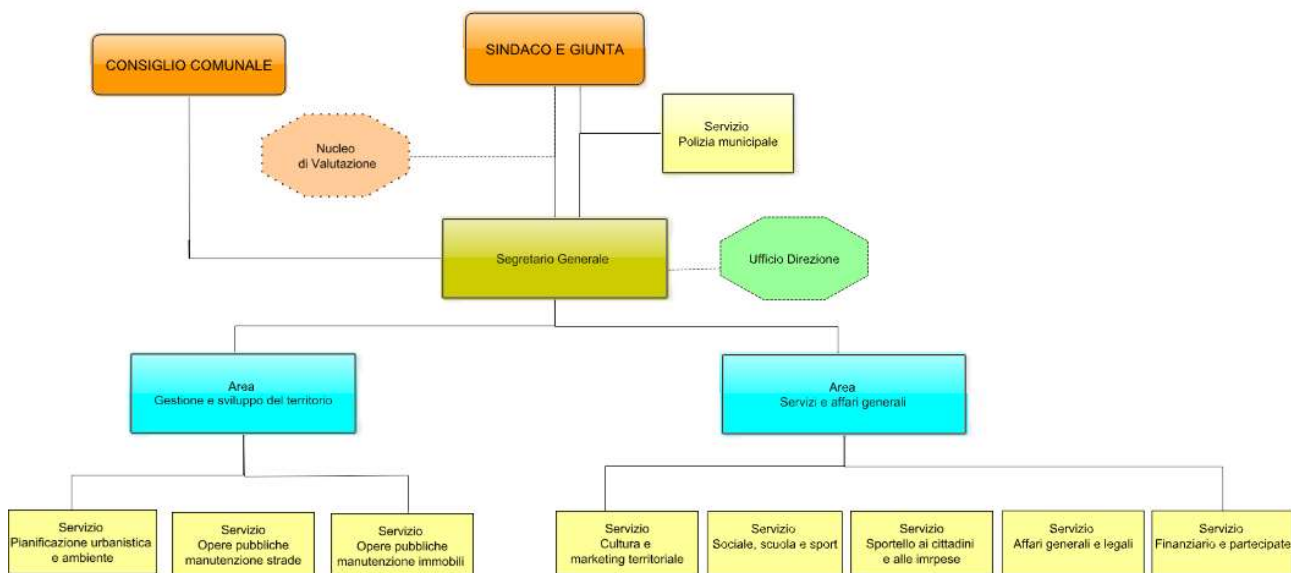 CONSIGLIO COMUNALE
SINDACO E GIUNTA
Nucleo
di Valutazione
Servizio
Polizia municipale
Segretario Generale
Ufficio Direzione
Area
Gestione e sviluppo del territorio
Area
Servizi e affari generali
Servizio
Pianificazione urbanistica
e ambiente
Servizio
Opere pubbliche
manutenzione strade
Servizio
Opere pubbliche
manutenzione immobili
Servizio
Cultura e
marketing territoriale
Servizio
Sociale, scuola e sport
Servizio
Sportello ai cittadini
e alle imrpese
Servizio
Affari generali e legali
Servizio
Finanziario e partecipate